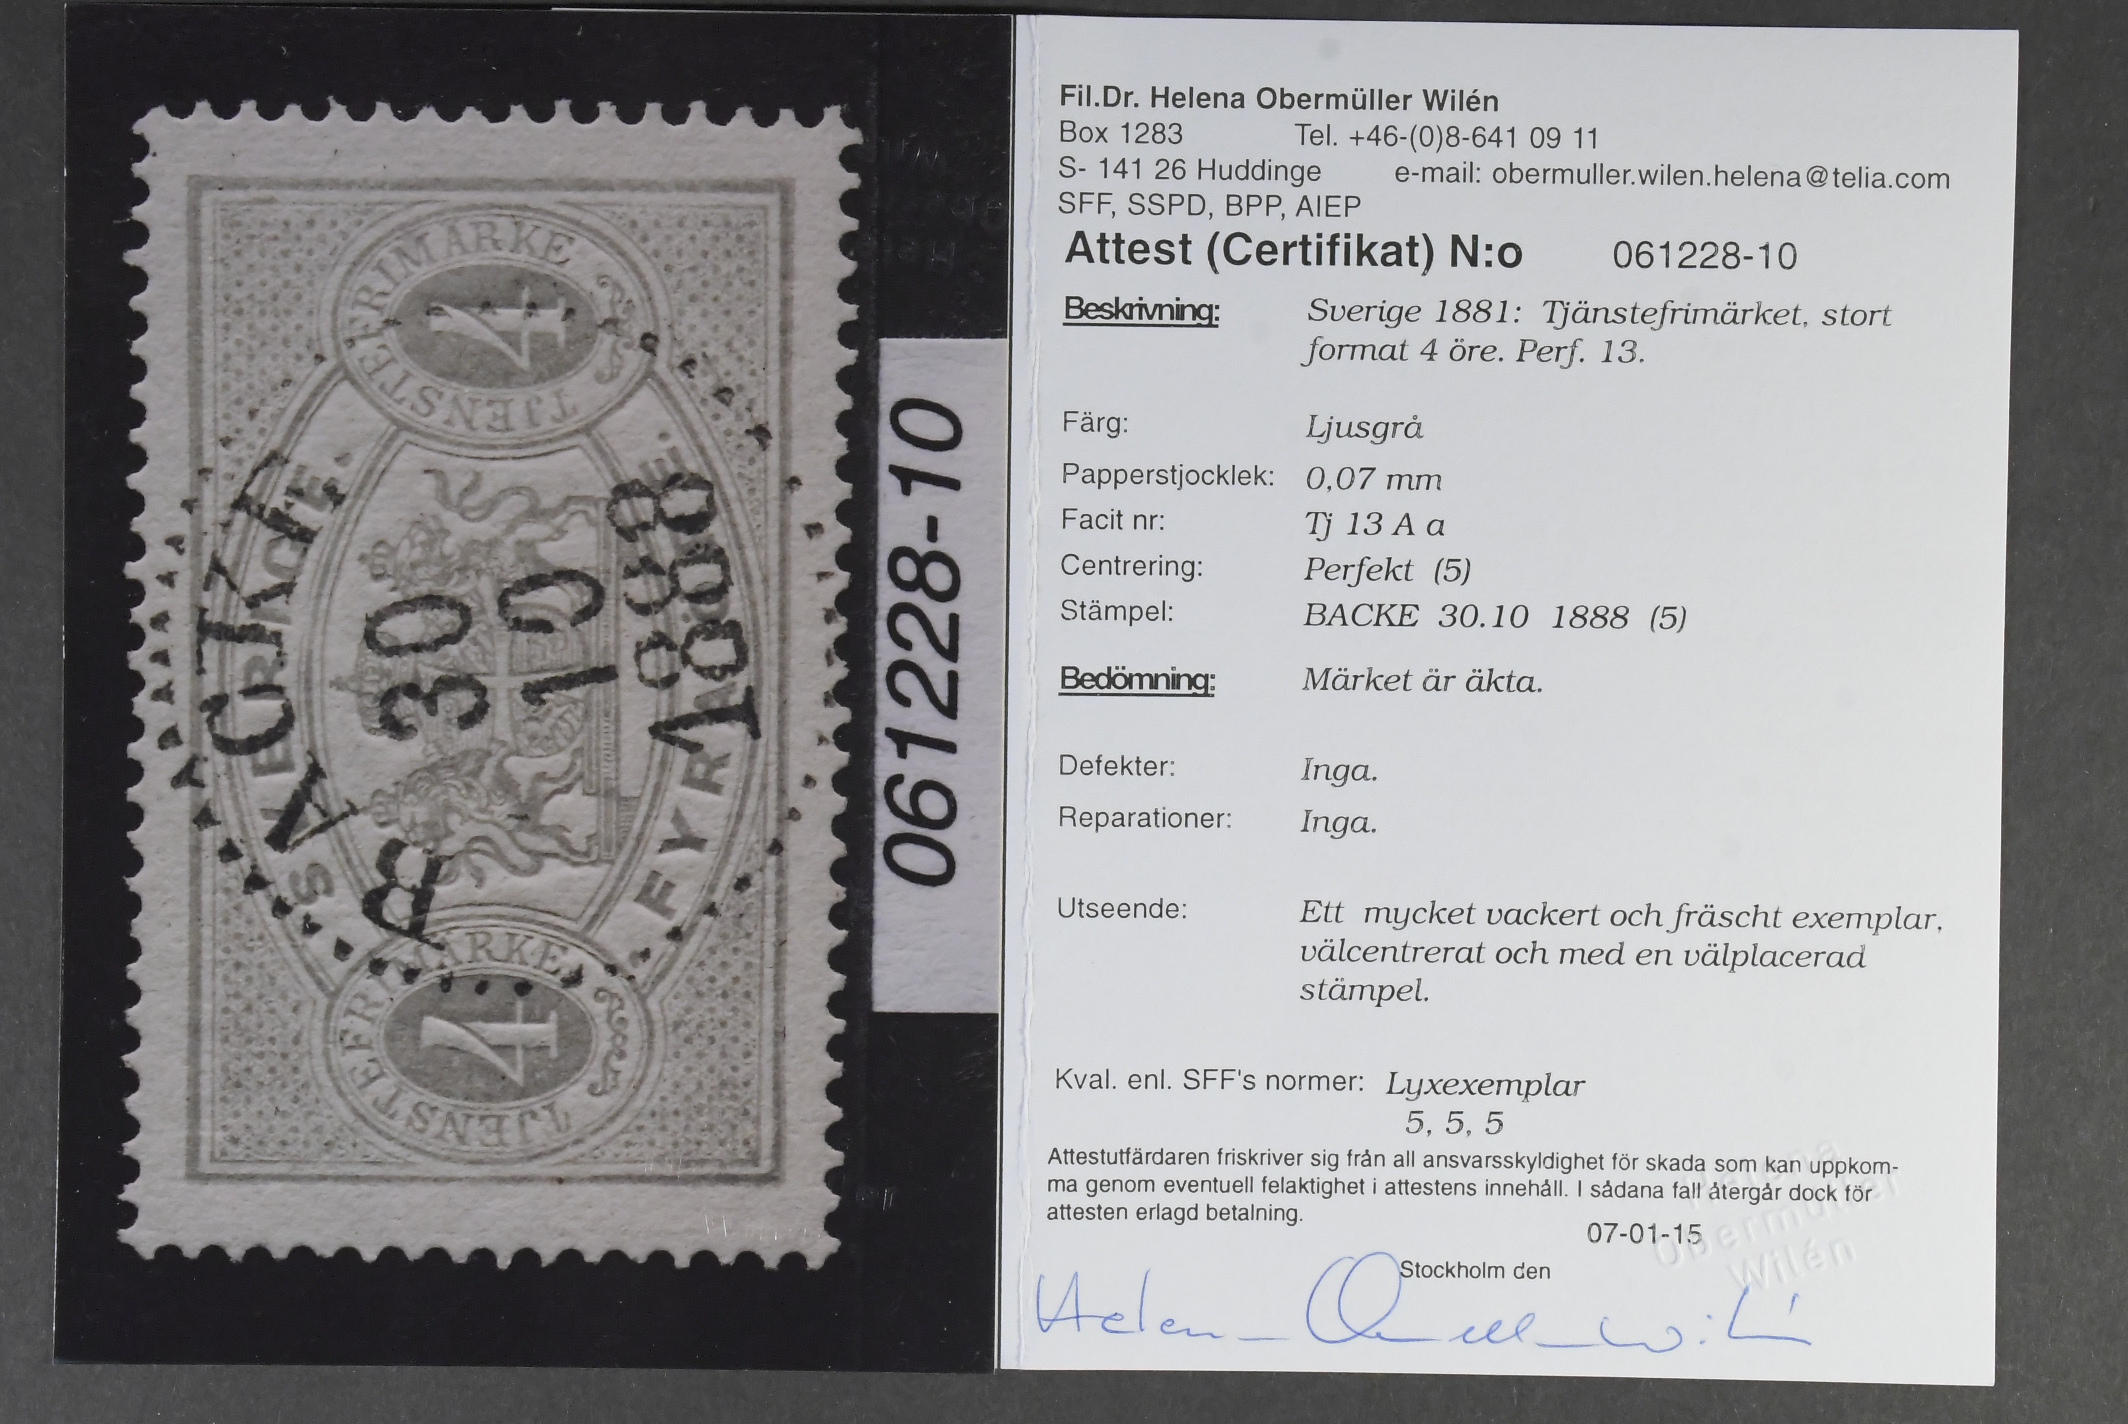 TJENSTEFRIMÄRKE
4
SVERIGE.
BACKE
30
10
1888
FYRA
TJENSTEFRIMÄRKE
4
061228-10
Fil.Dr. Helena Obermüller Wilén
Box 1283 Tel. +46-(0)8-641 09 11
S- 141 26 Huddinge e-mail: obermuller.wilen.helena@telia.com
SFF, SSPD, BPP, AIEP
Attest (Certifikat) N:o 061228-10
Beskrivning: Sverige 1881: Tjänstefrimärket, stort
format 4 öre. Perf. 13.
Färg: Ljusgrå
Papperstjocklek: 0,07 mm
Facit nr: Tj 13 A a
Centrering: Perfekt (5)
Stämpel: BACKE 30.10 1888 (5)
Bedömning: Märket är äkta.
Defekter: Inga.
Reparationer: Inga.
Utseende: Ett mycket vackert och fräscht exemplar,
välcentrerat och med en välplacerad
stämpel.
Kval. enl. SFF's normer: Lyxexemplar
5, 5, 5
Attestutfärdaren friskriver sig från all ansvarsskyldighet för skada som kan uppkom-
ma genom eventuell felaktighet i attestens innehåll. I sådana fall återgår dock för
attesten erlagd betalning.
07-01-15
Stockholm den
Helena
Obermüller
Wilén